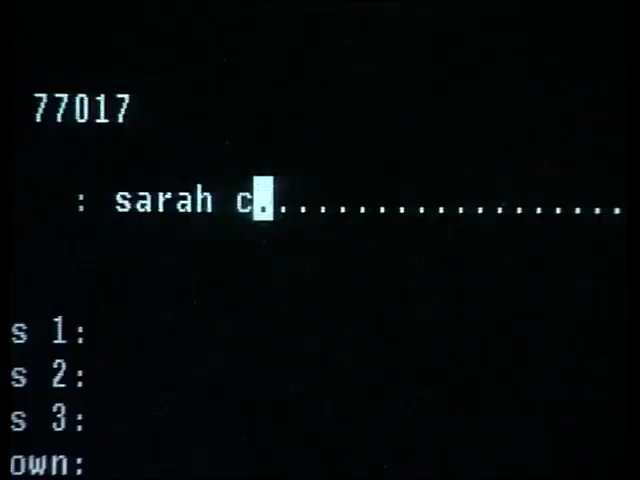 77017
: sarah c...................
s 1:
s 2:
s 3:
own: